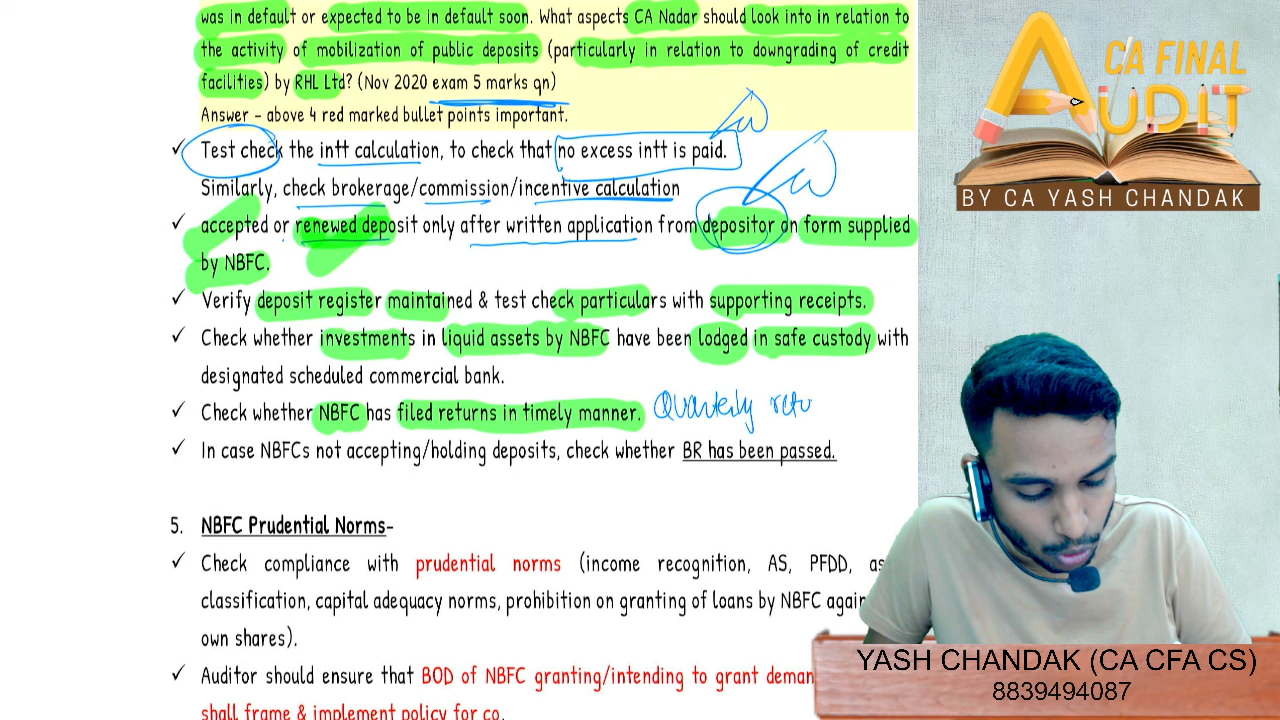 was in default or expected to be in default soon. What aspects CA Nadar should look into in relation to
the activity of mobilization of public deposits (particularly in relation to downgrading of credit
facilities) by RHL Ltd? (Nov 2020 exam 5 marks qn)
Answer - above 4 red marked bullet points important.
✓ Test check the intt calculation, to check that no excess intt is paid.
Similarly, check brokerage/commission/incentive calculation
✓ accepted or renewed deposit only after written application from depositor on form supplied
by NBFC.
✓ Verify deposit register maintained & test check particulars with supporting receipts.
✓ Check whether investments in liquid assets by NBFC have been lodged in safe custody with
designated scheduled commercial bank.
✓ Check whether NBFC has filed returns in timely manner. Quarterly retu
✓ In case NBFCs not accepting/holding deposits, check whether BR has been passed.
5. NBFC Prudential Norms-
✓ Check compliance with prudential norms (income recognition, AS, PFDD, as
classification, capital adequacy norms, prohibition on granting of loans by NBFC again
own shares).
✓ Auditor should ensure that BOD of NBFC granting/intending to grant deman
shall frame & implement policy for co.
CA FINAL
AUDIT
BY CA YASH CHANDAK
YASH CHANDAK (CA CFA CS)
8839494087